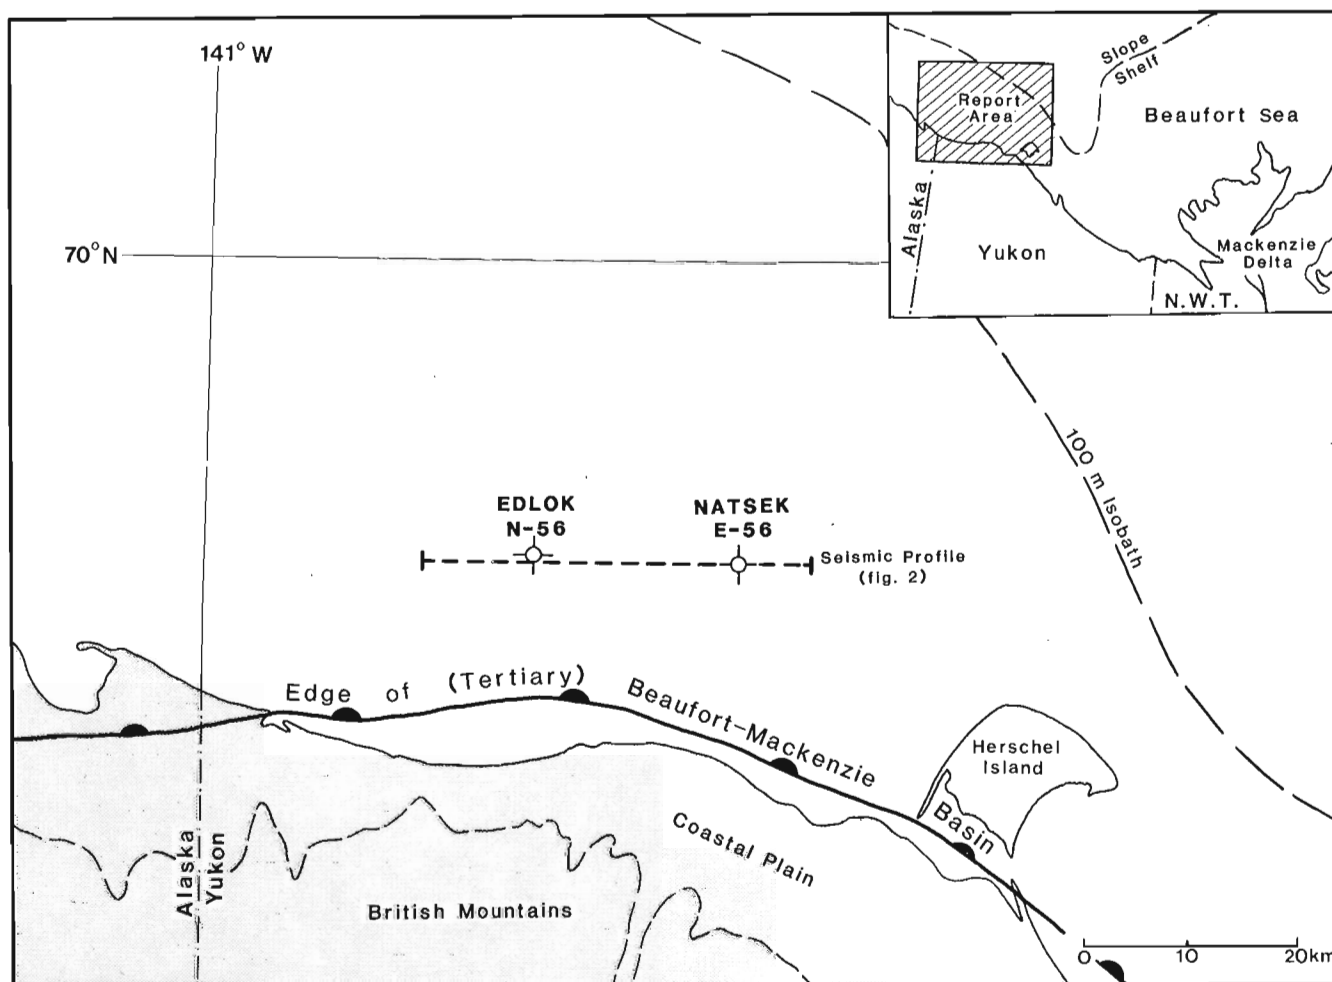 141° W
70° N
Slope
Shelf
Report
Area
Beaufort Sea
Alaska
Yukon
Mackenzie
Delta
N.W.T.
100 m Isobath
EDLOK
N-56
NATSEK
E-56
Seismic Profile
(fig. 2)
Edge of (Tertiary) Beaufort-Mackenzie Basin
Herschel
Island
Coastal Plain
Alaska
Yukon
British Mountains
0 10 20km